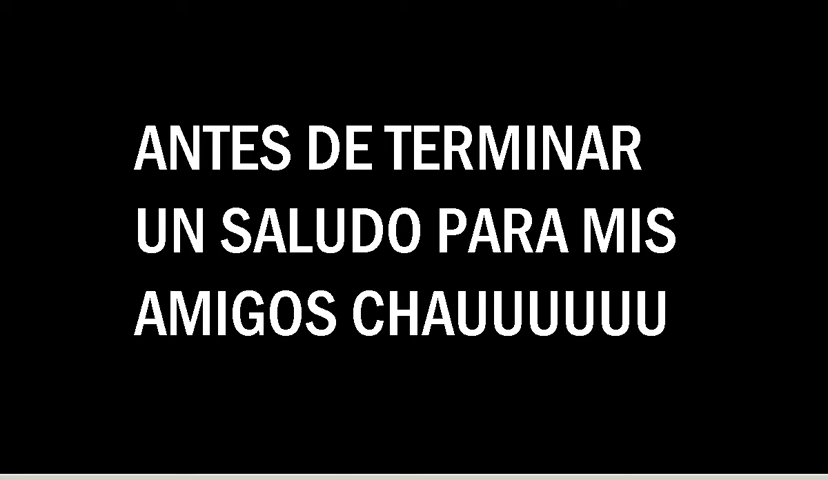 ANTES DE TERMINAR
UN SALUDO PARA MIS
AMIGOS CHAUUUUUU